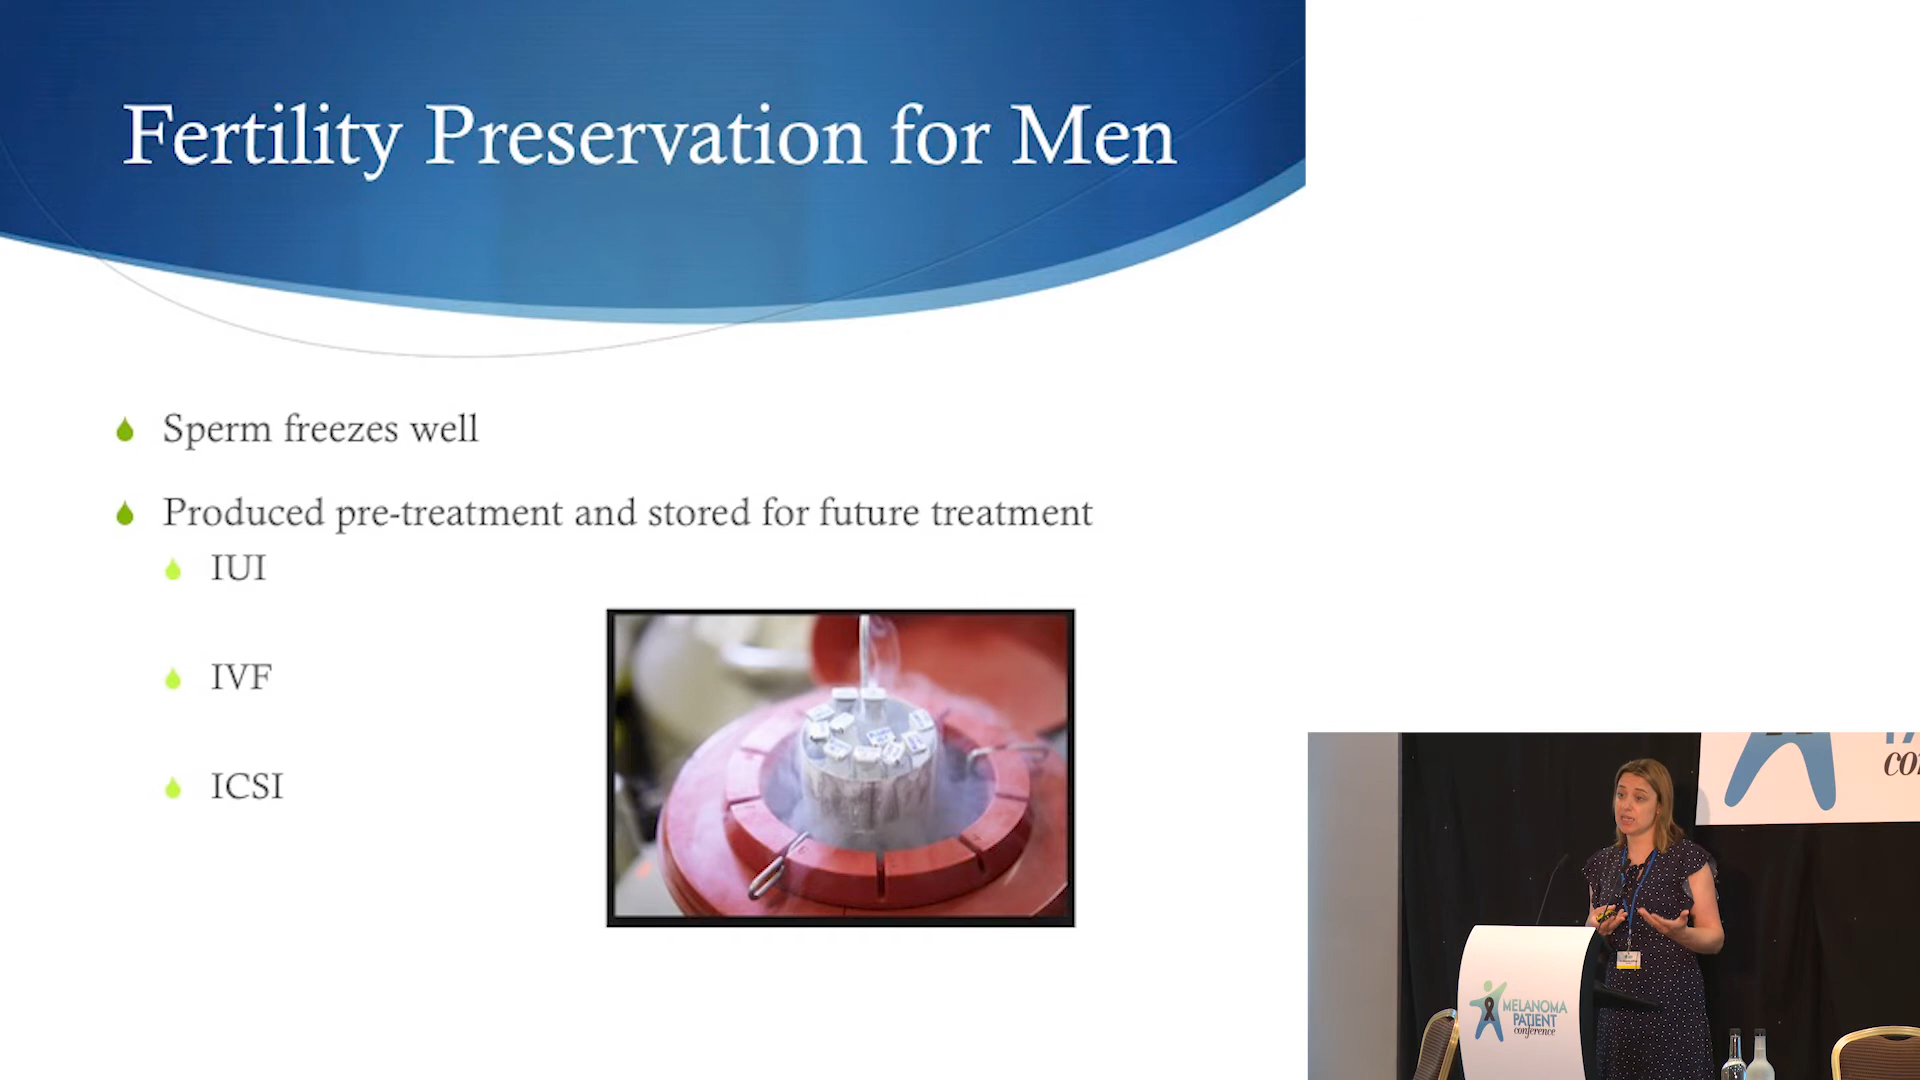 Fertility Preservation for Men
Sperm freezes well
Produced pre-treatment and stored for future treatment
IUI
IVF
ICSI
MELANOMA
PATIENT
conference